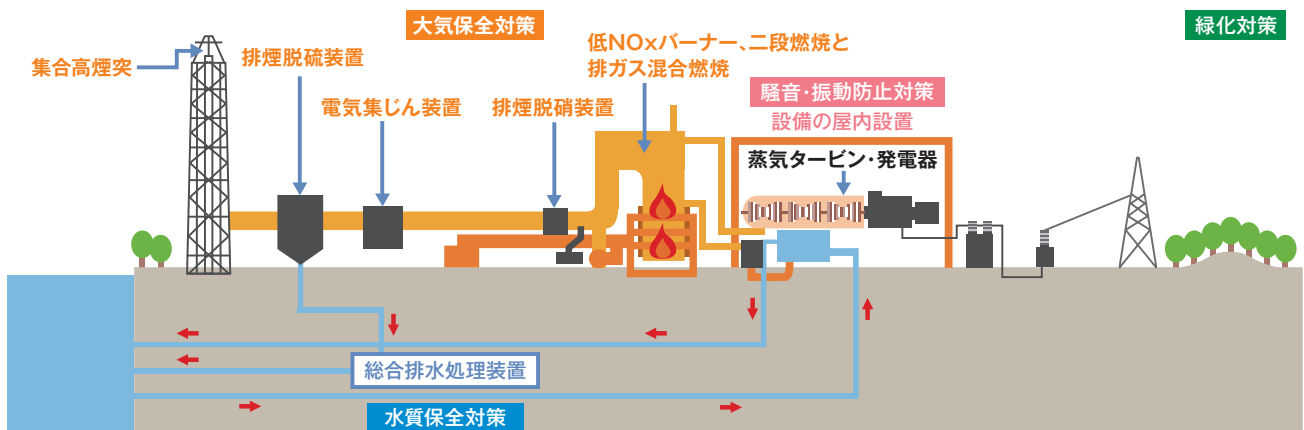 大気保全対策
緑化対策
集合高煙突
排煙脱硫装置
電気集じん装置
排煙脱硝装置
低NOxバーナー、二段燃焼と
排ガス混合燃焼
騒音・振動防止対策
設備の屋内設置
蒸気タービン・発電器
総合排水処理装置
水質保全対策